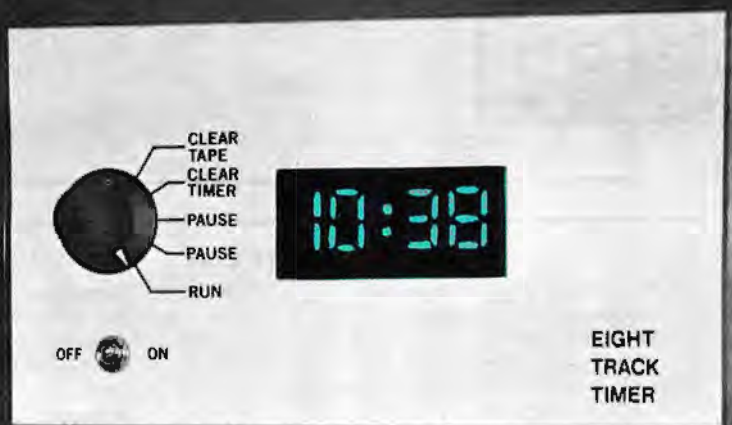 CLEAR
TAPE
CLEAR
TIMER
PAUSE
PAUSE
RUN
10:38
OFF ON
EIGHT
TRACK
TIMER